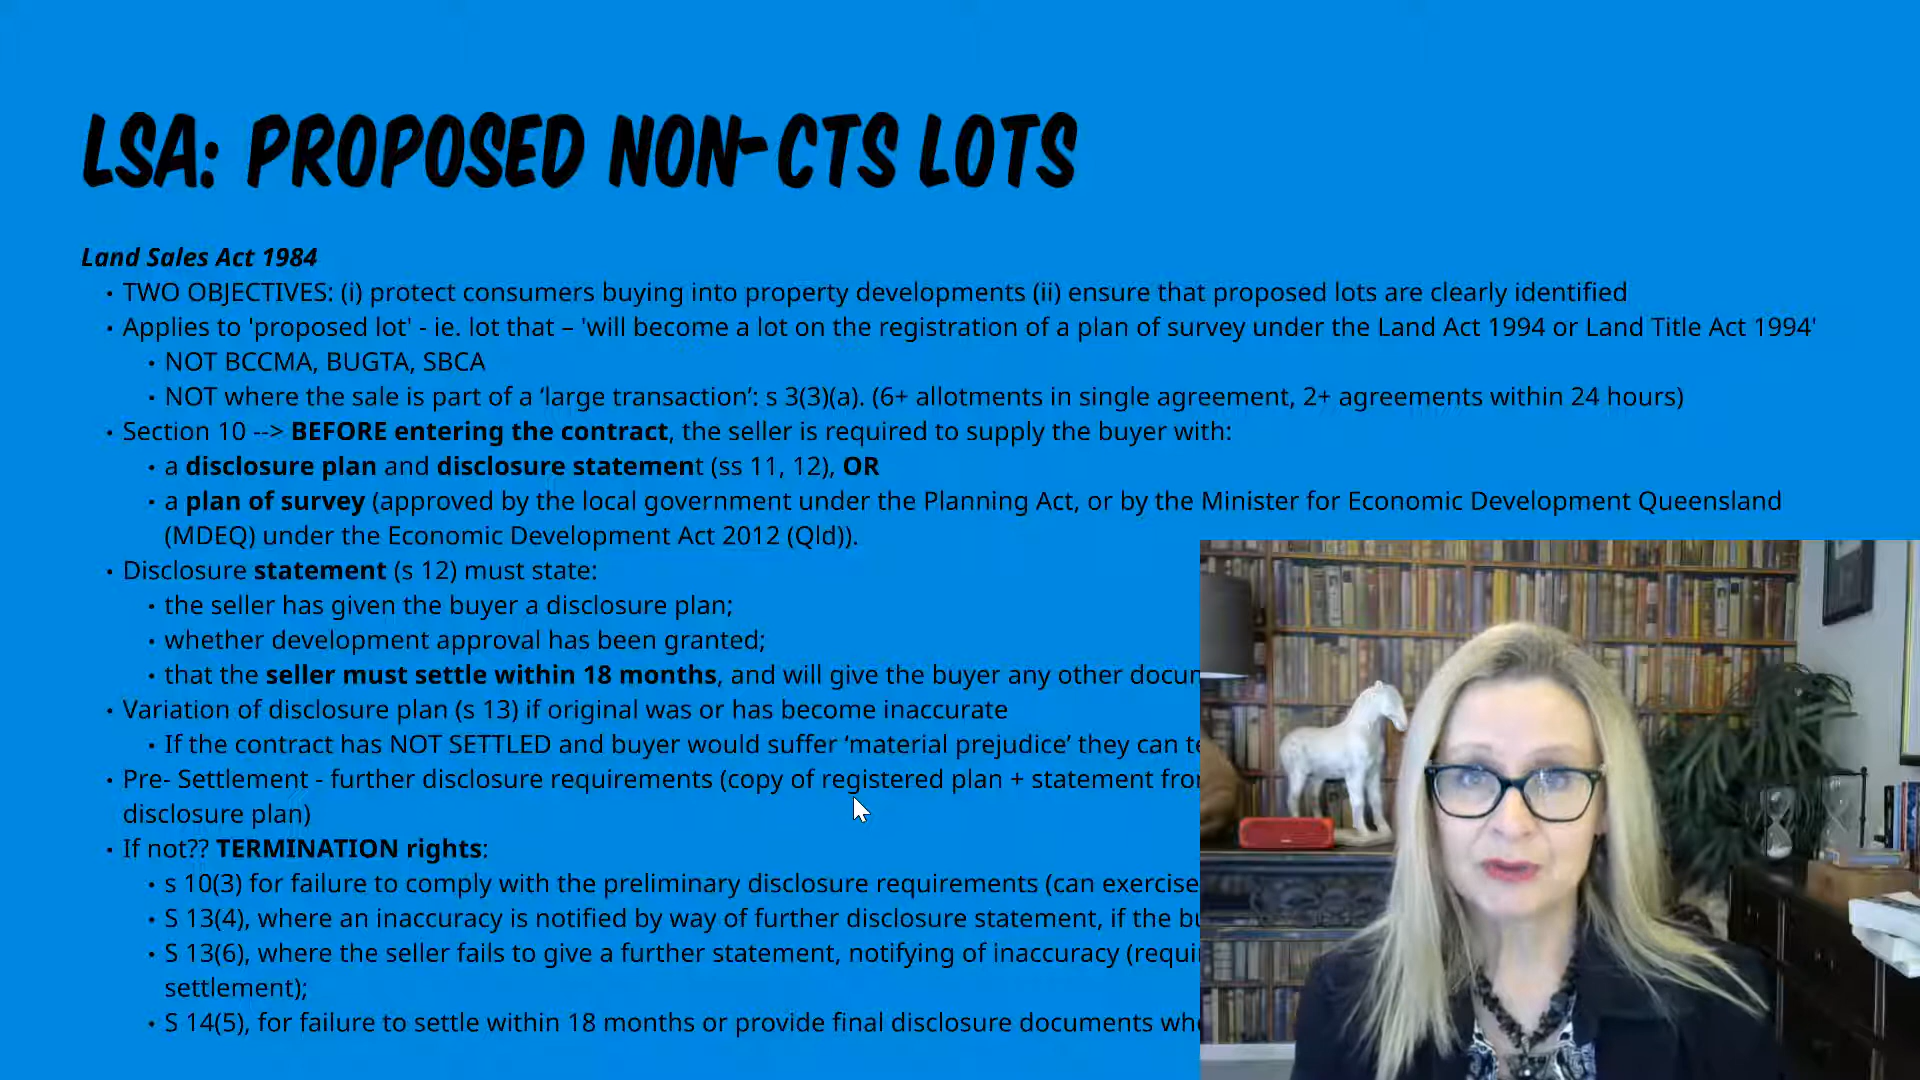 LSA: PROPOSED NON-CTS LOTS
Land Sales Act 1984
• TWO OBJECTIVES: (i) protect consumers buying into property developments (ii) ensure that proposed lots are clearly identified
• Applies to 'proposed lot' - ie. lot that – 'will become a lot on the registration of a plan of survey under the Land Act 1994 or Land Title Act 1994'
• NOT BCCMA, BUGTA, SBCA
• NOT where the sale is part of a ‘large transaction’: s 3(3)(a). (6+ allotments in single agreement, 2+ agreements within 24 hours)
• Section 10 --> BEFORE entering the contract, the seller is required to supply the buyer with:
• a disclosure plan and disclosure statement (ss 11, 12), OR
• a plan of survey (approved by the local government under the Planning Act, or by the Minister for Economic Development Queensland
(MDEQ) under the Economic Development Act 2012 (Qld)).
• Disclosure statement (s 12) must state:
• the seller has given the buyer a disclosure plan;
• whether development approval has been granted;
• that the seller must settle within 18 months, and will give the buyer any other
• Variation of disclosure plan (s 13) if original was or has become inaccurate
• If the contract has NOT SETTLED and buyer would suffer ‘material prejudice’ they can
• Pre- Settlement - further disclosure requirements (copy of registered plan + statement
disclosure plan)
• If not?? TERMINATION rights:
• s 10(3) for failure to comply with the preliminary disclosure requirements (can exercise
• S 13(4), where an inaccuracy is notified by way of further disclosure statement, if the
• S 13(6), where the seller fails to give a further statement, notifying of inaccuracy
settlement);
• S 14(5), for failure to settle within 18 months or provide final disclosure documents